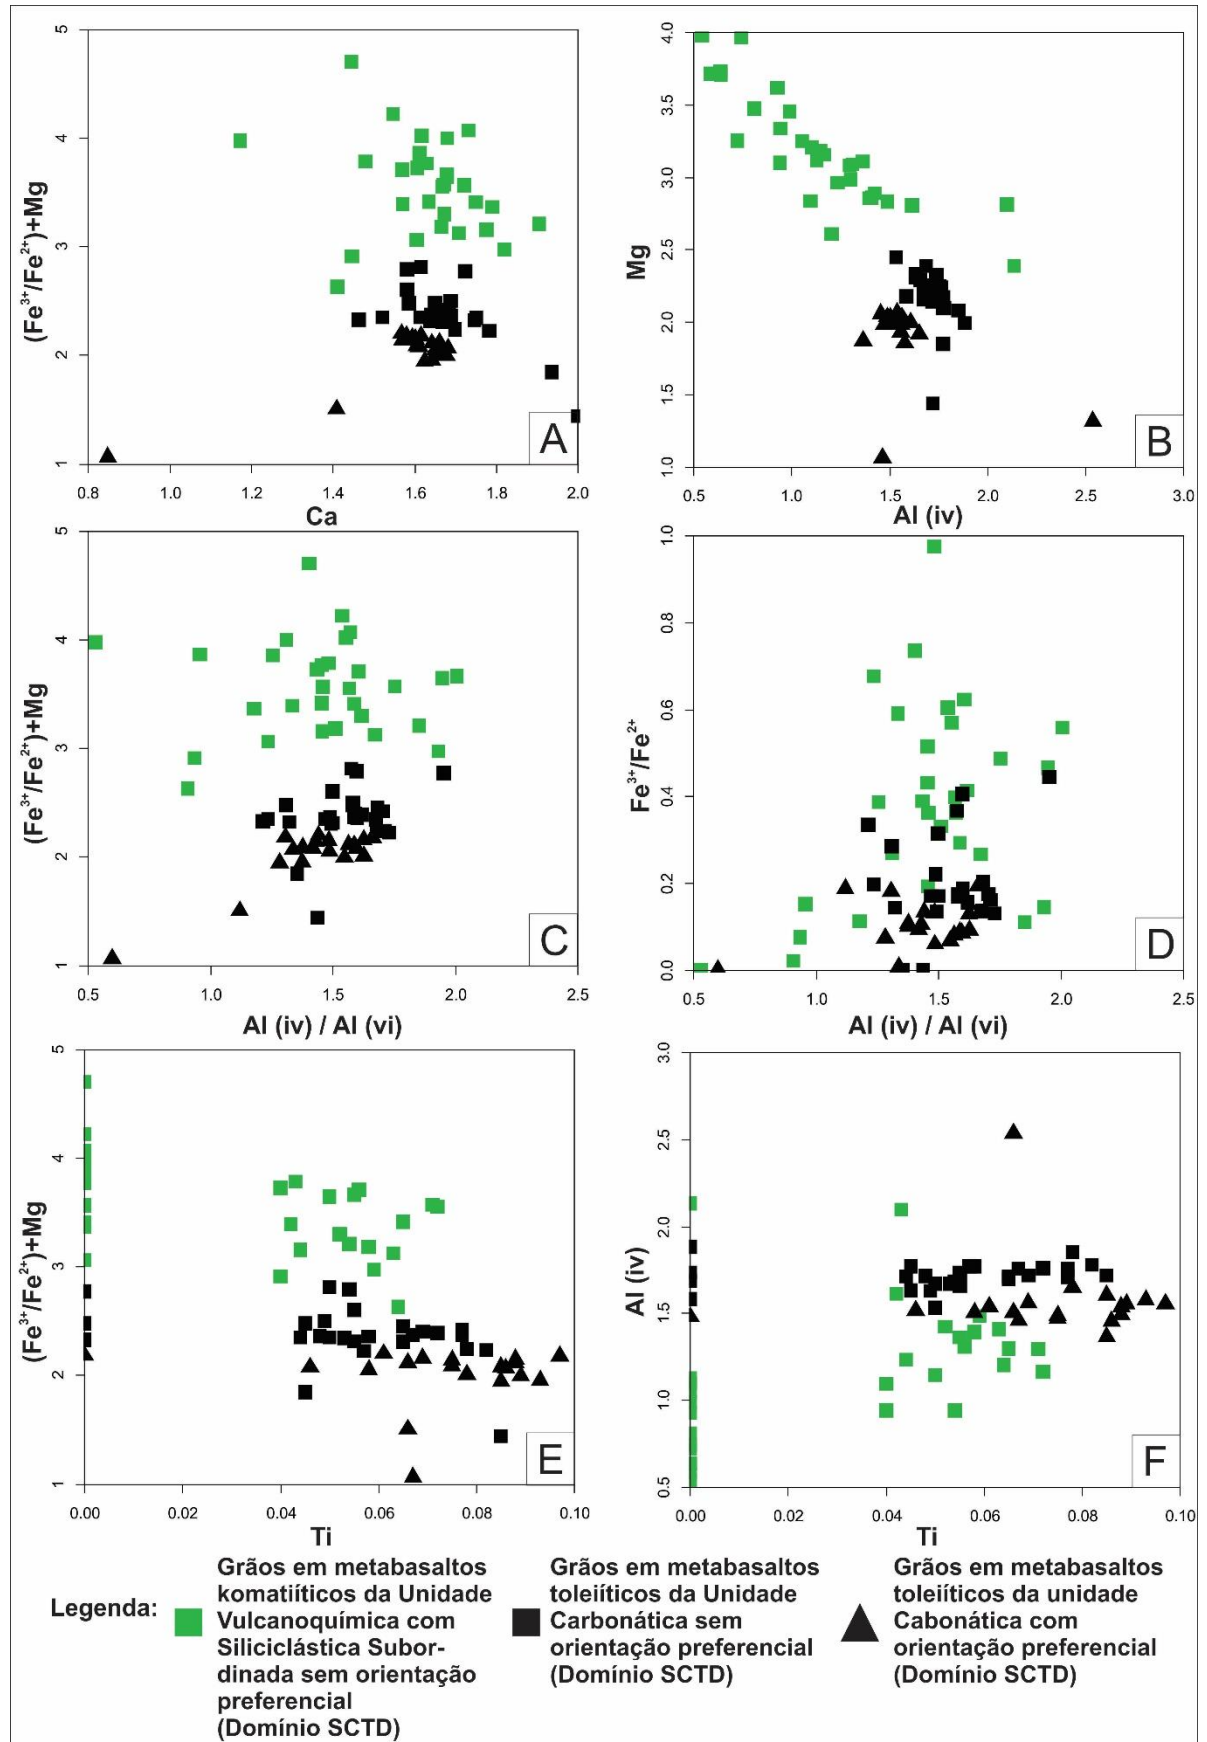 5
4
3
2
1
(Fe3+/Fe2+)+Mg
0.8 1.0 1.2 1.4 1.6 1.8 2.0
Ca
A
4.0
3.5
3.0
2.5
2.0
1.5
1.0
Mg
0.5 1.0 1.5 2.0 2.5 3.0
Al (iv)
B
5
4
3
2
1
(Fe3+/Fe2+)+Mg
0.5 1.0 1.5 2.0 2.5
Al (iv) / Al (vi)
C
1.0
0.8
0.6
0.4
0.2
0.0
Fe3+/Fe2+
0.5 1.0 1.5 2.0 2.5
Al (iv) / Al (vi)
D
5
4
3
2
1
(Fe3+/Fe2+)+Mg
0.00 0.02 0.04 0.06 0.08 0.10
Ti
E
3.0
2.5
2.0
1.5
1.0
0.5
Al (iv)
0.00 0.02 0.04 0.06 0.08 0.10
Ti
F
Legenda:
Grãos em metabasaltos
komatiíticos da Unidade
Vulcanoquímica com
Siliciclástica Subor-
dinada sem orientação
preferencial
(Domínio SCTD)
Grãos em metabasaltos
toleiíticos da Unidade
Carbonática sem
orientação preferencial
(Domínio SCTD)
Grãos em metabasaltos
toleiíticos da unidade
Cabonática com
orientação preferencial
(Domínio SCTD)